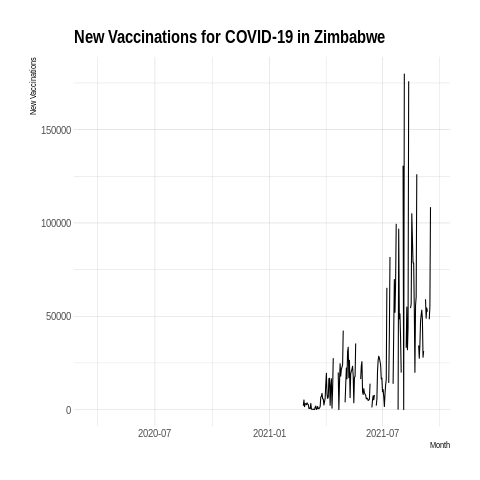 New Vaccinations for COVID-19 in Zimbabwe
New Vaccinations
150000
100000
50000
0
2020-07 2021-01 2021-07
Month